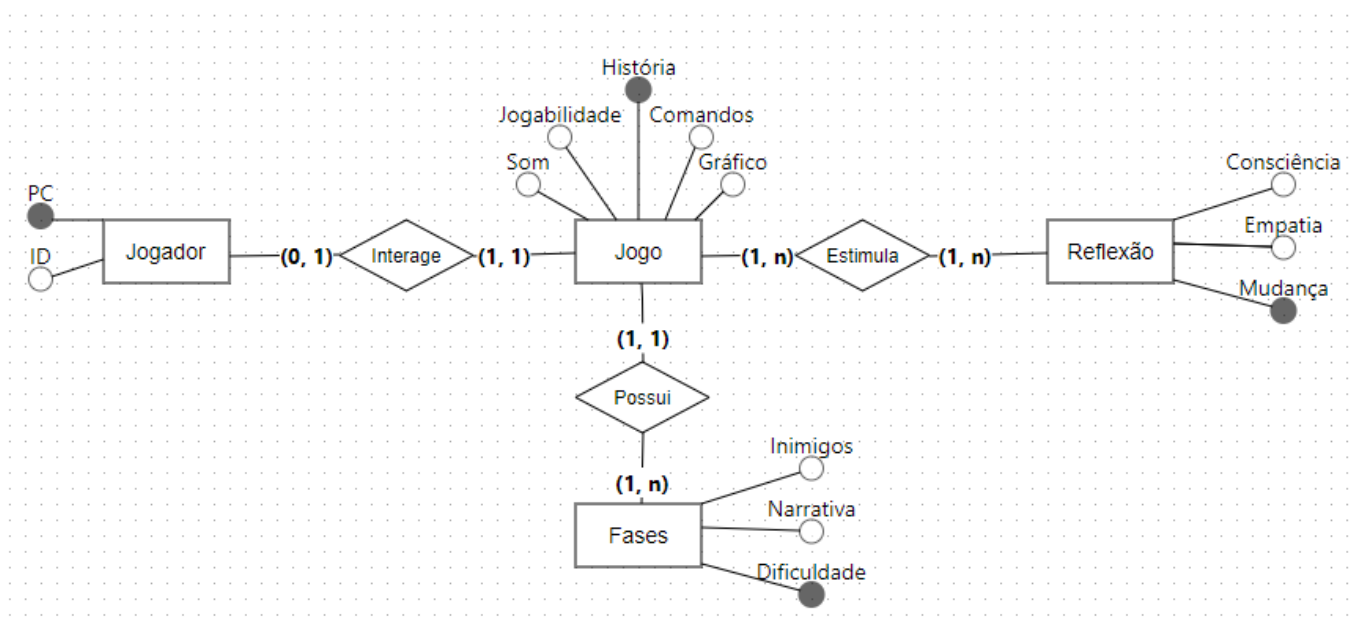 História
Jogabilidade
Comandos
Som
Gráfico
Consciência
PC
Empatia
ID
Jogador
(0, 1)
Interage
(1, 1)
Jogo
(1, n)
Estimula
(1, n)
Reflexão
Mudança
(1, 1)
Possui
Inimigos
(1, n)
Narrativa
Fases
Dificuldade